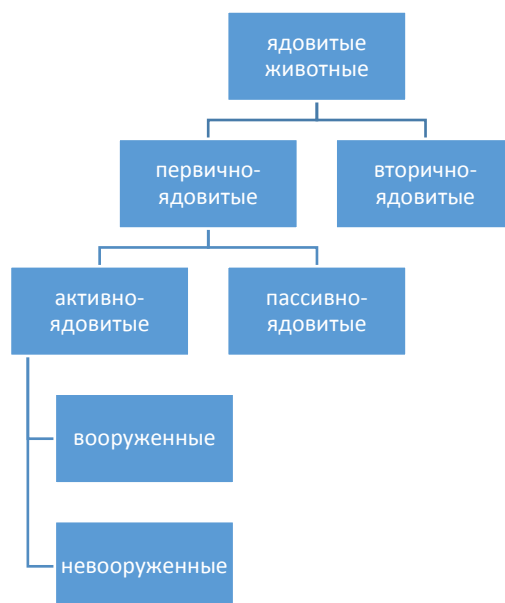 ядовитые
животные
первично-
ядовитые
вторично-
ядовитые
активно-
ядовитые
пассивно-
ядовитые
вооруженные
невооруженные